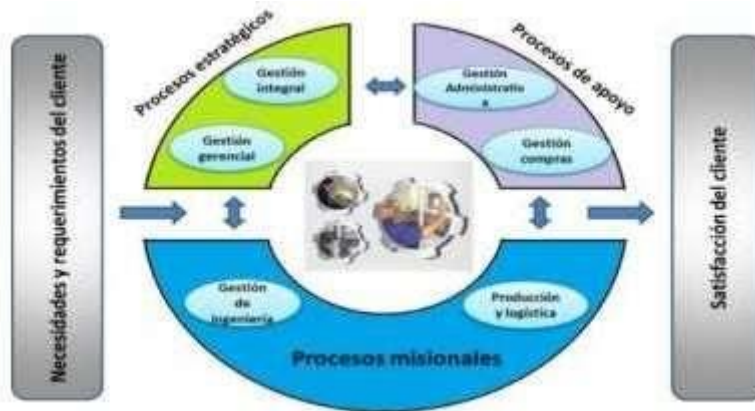 Necesidades y requerimientos del cliente
Procesos estratégicos
Gestión
integral
Gestión
gerencial
Procesos de apoyo
Gestión
Administrativ
a
Gestión
compras
Gestión
de
ingeniería
Producción
y logística
Procesos misionales
Satisfacción del cliente